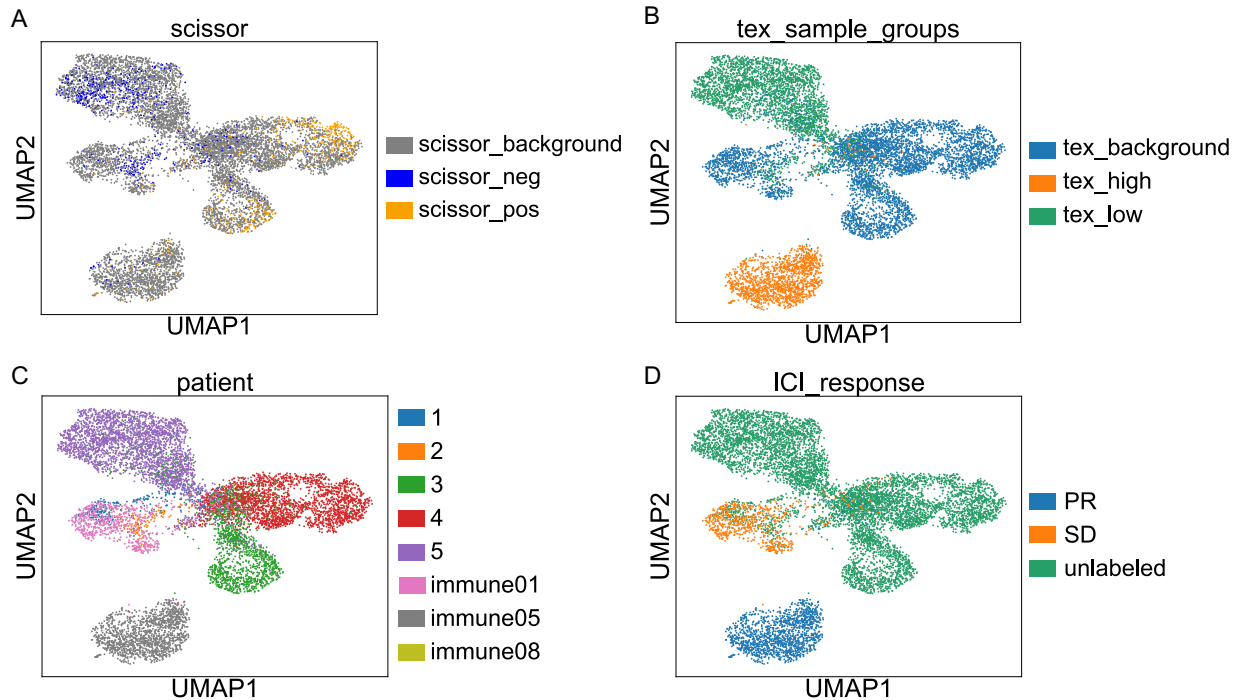 A
scissor
UMAP2
UMAP1
scissor_background
scissor_neg
scissor_pos
B
tex_sample_groups
UMAP2
UMAP1
tex_background
tex_high
tex_low
C
patient
UMAP2
UMAP1
1
2
3
4
5
immune01
immune05
immune08
D
ICI_response
UMAP2
UMAP1
PR
SD
unlabeled